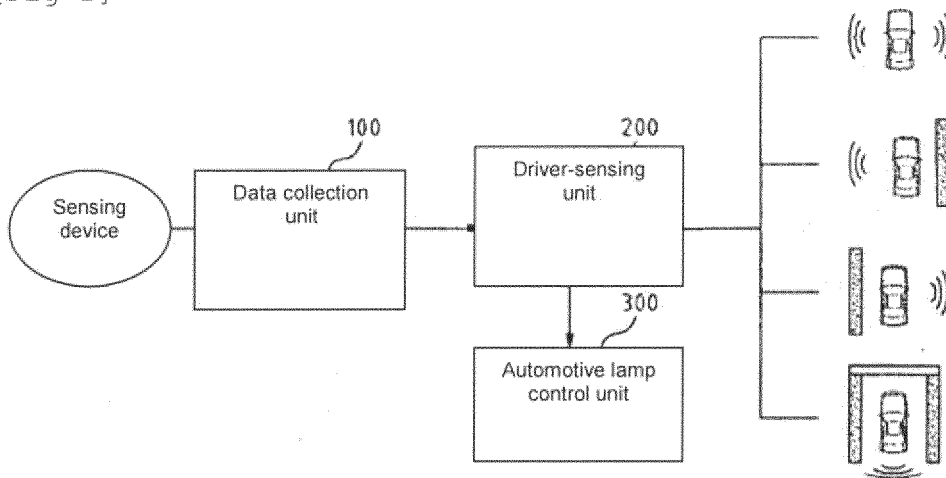 100
200
Sensing
device
Data collection
unit
Driver-sensing
unit
300
Automotive lamp
control unit